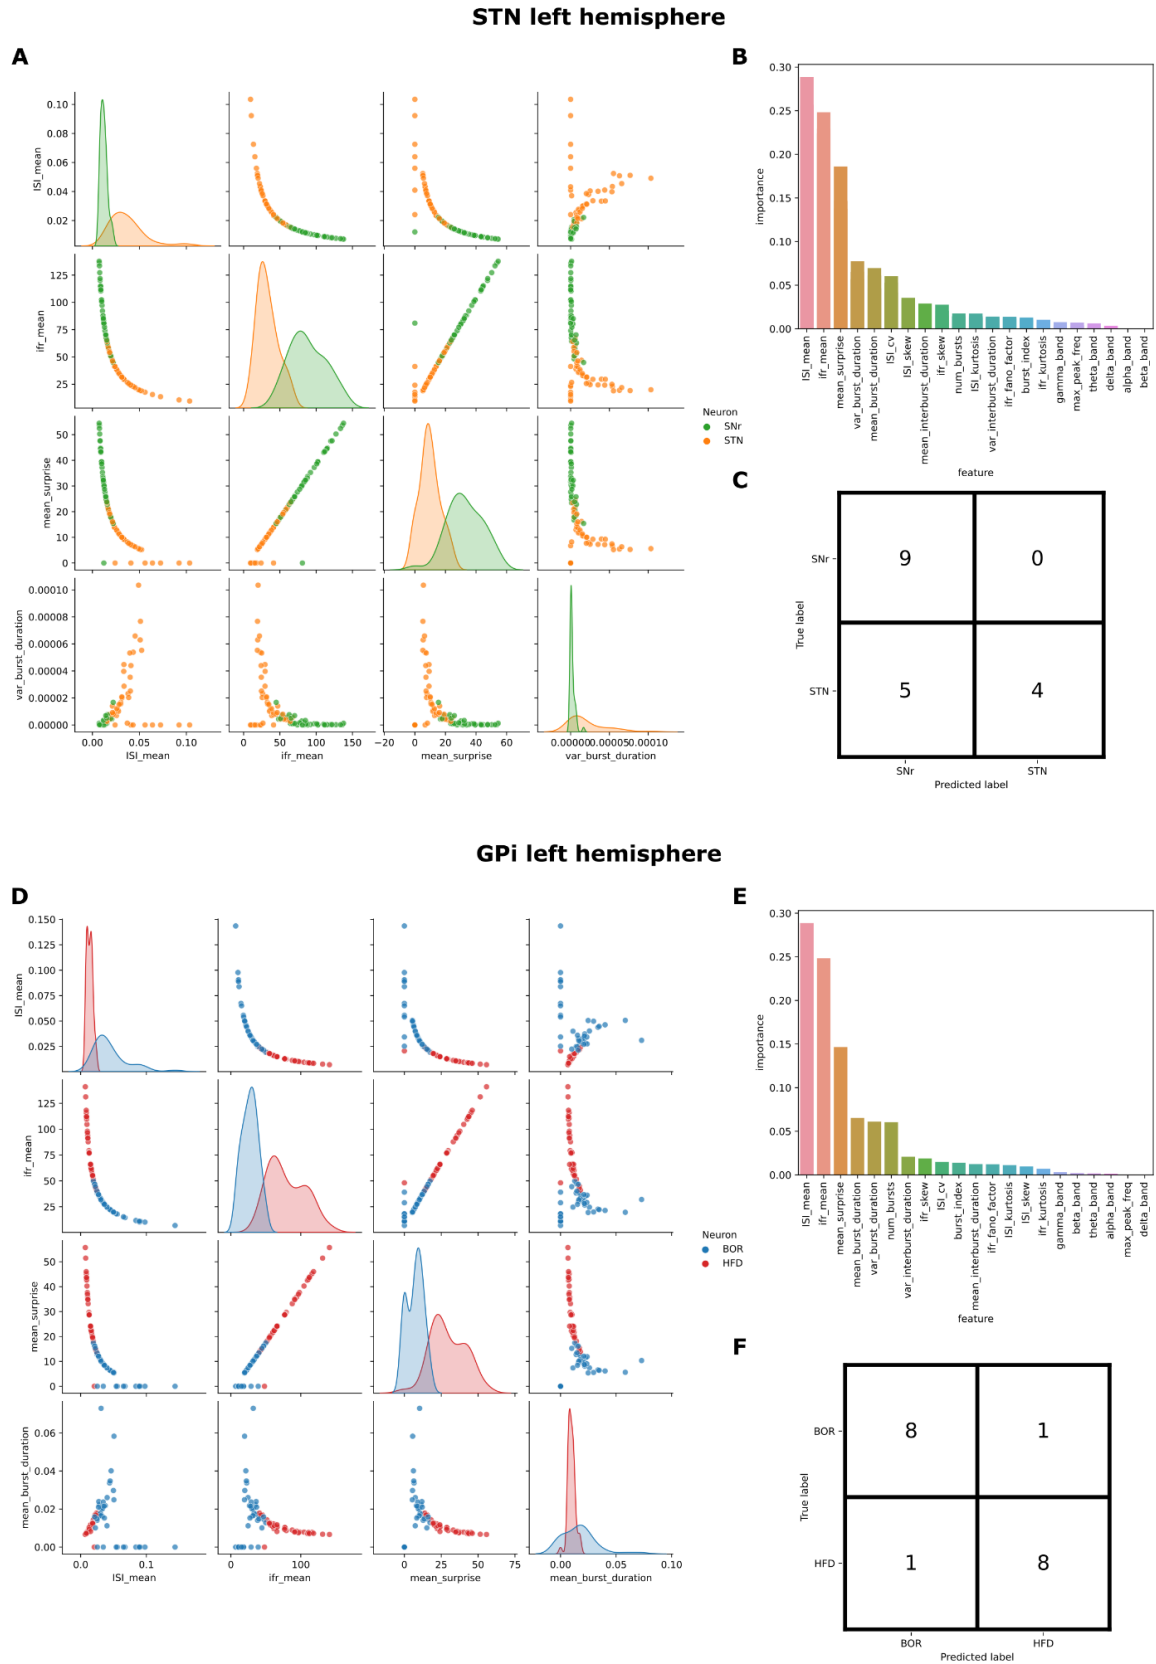 STN left hemisphere
A
ISI_mean
0.10
0.08
0.06
0.04
0.02
ifr_mean
125
100
75
50
25
mean_surprise
50
40
30
20
10
0
var_burst_duration
0.00010
0.00008
0.00006
0.00004
0.00002
0.00000
0.00 0.05 0.10
ISI_mean
0 50 100 150
ifr_mean
−20 0 20 40 60
mean_surprise
0.00000 0.00005 0.00010
var_burst_duration
Neuron
SNr
STN
B
importance
0.30
0.25
0.20
0.15
0.10
0.05
0.00
ISI_mean
ifr_mean
mean_surprise
var_burst_duration
mean_burst_duration
ISI_cv
ISI_skew
mean_interburst_duration
ifr_skew
num_bursts
ISI_kurtosis
var_interburst_duration
ifr_fano_factor
burst_index
ifr_kurtosis
gamma_band
max_peak_freq
theta_band
delta_band
alpha_band
beta_band
feature
C
True label
SNr 9 0
STN 5 4
SNr STN
Predicted label
GPi left hemisphere
D
ISI_mean
0.150
0.125
0.100
0.075
0.050
0.025
ifr_mean
125
100
75
50
25
mean_surprise
50
40
30
20
10
0
mean_burst_duration
0.06
0.04
0.02
0.00
0.0 0.1
ISI_mean
0 100
ifr_mean
0 25 50 75
mean_surprise
0.00 0.05 0.10
mean_burst_duration
Neuron
BOR
HFD
E
importance
0.30
0.25
0.20
0.15
0.10
0.05
0.00
ISI_mean
ifr_mean
mean_surprise
mean_burst_duration
var_burst_duration
num_bursts
var_interburst_duration
ifr_skew
ISI_cv
burst_index
mean_interburst_duration
ifr_fano_factor
ISI_kurtosis
ISI_skew
ifr_kurtosis
gamma_band
beta_band
theta_band
alpha_band
max_peak_freq
delta_band
feature
F
True label
BOR 8 1
HFD 1 8
BOR HFD
Predicted label